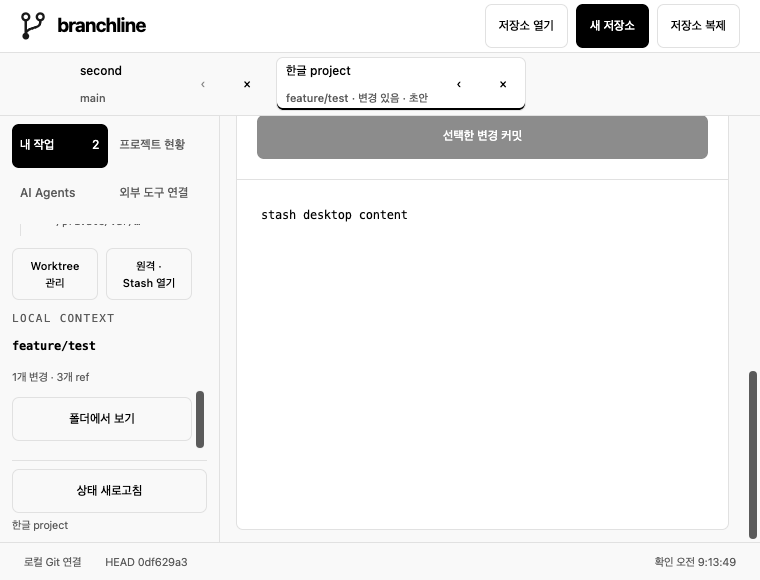 branchline
저장소 열기
새 저장소
저장소 복제
second
main
‹
×
한글 project
feature/test · 변경 있음 · 초안
‹
×
내 작업 2
프로젝트 현황
AI Agents
외부 도구 연결
Worktree
관리
원격 ·
Stash 열기
LOCAL CONTEXT
feature/test
1개 변경 · 3개 ref
폴더에서 보기
상태 새로고침
한글 project
선택한 변경 커밋
stash desktop content
로컬 Git 연결
HEAD 0df629a3
확인 오전 9:13:49